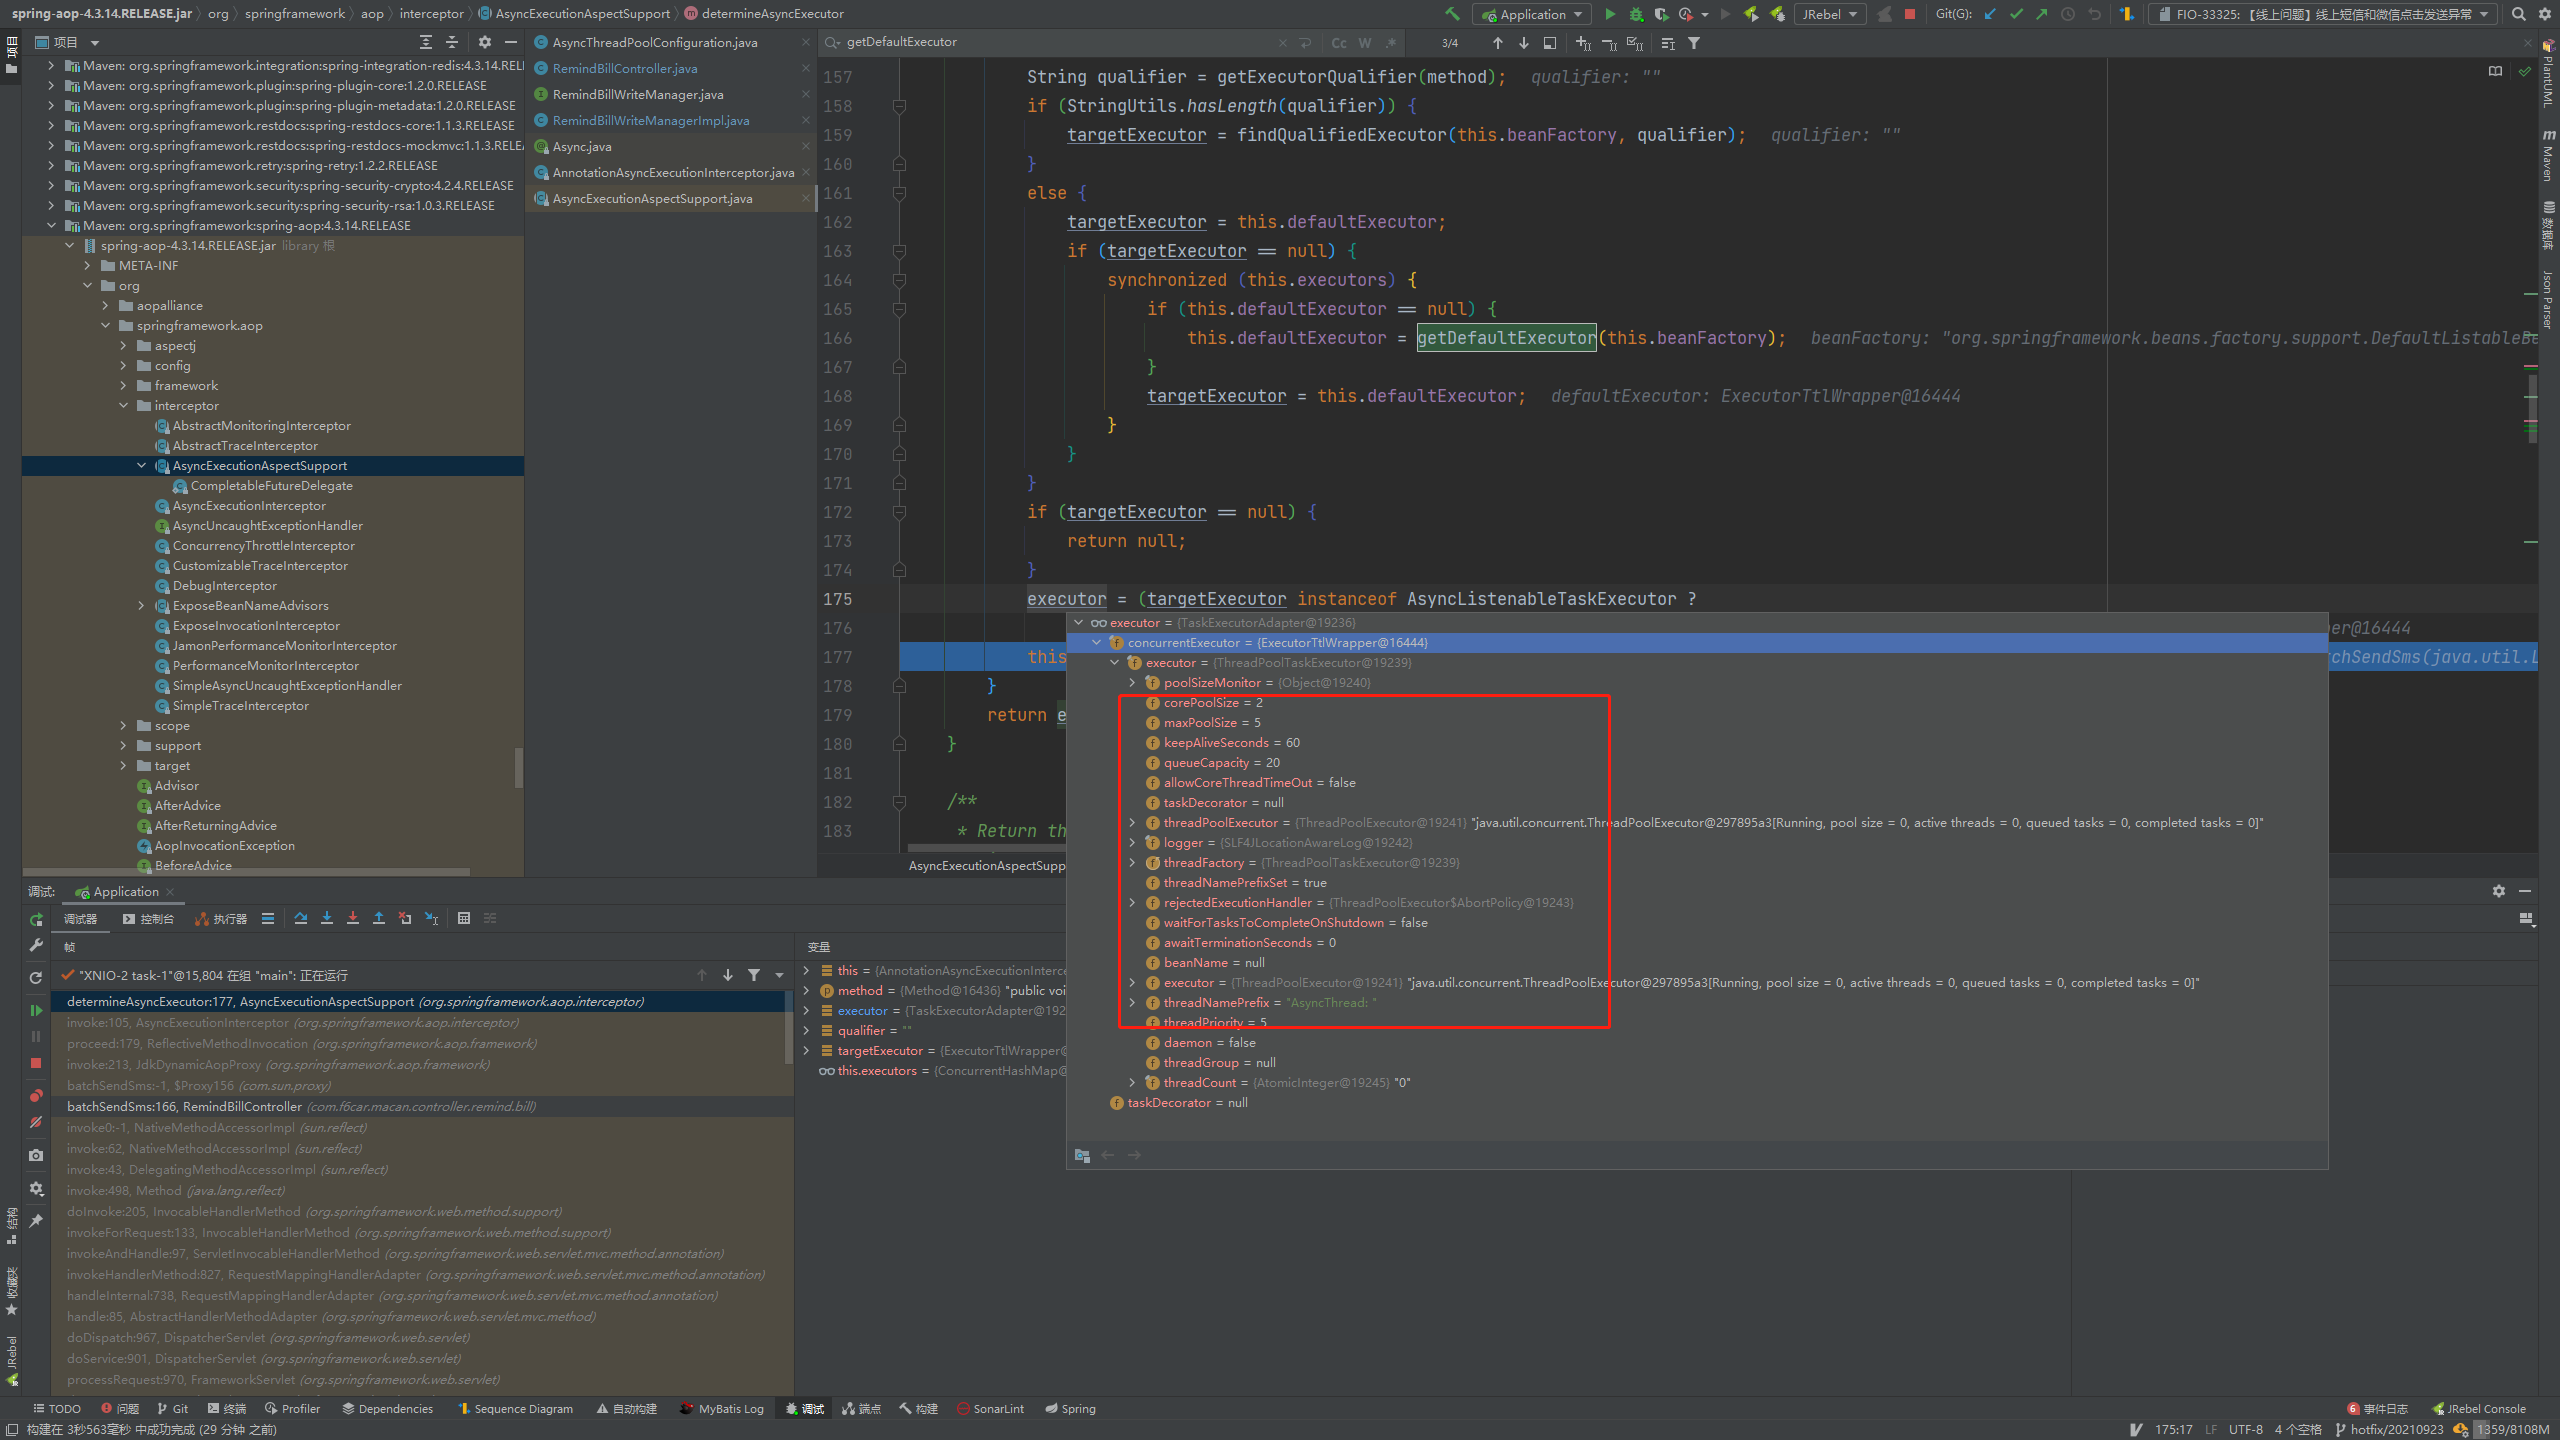 spring-aop-4.3.14.RELEASE.jar 〉 org 〉 springframework 〉 aop 〉 interceptor 〉 AsyncExecutionAspectSupport 〉 determineAsyncExecutor
Application
JRebel
Git(G):
FIO-33325: 【线上问题】线上短信和微信点击发送异常
项目
项目
Maven: org.springframework.integration:spring-integration-redis:4.3.14.RELE
Maven: org.springframework.plugin:spring-plugin-core:1.2.0.RELEASE
Maven: org.springframework.plugin:spring-plugin-metadata:1.2.0.RELEASE
Maven: org.springframework.restdocs:spring-restdocs-core:1.1.3.RELEASE
Maven: org.springframework.restdocs:spring-restdocs-mockmvc:1.1.3.RELEA
Maven: org.springframework.retry:spring-retry:1.2.2.RELEASE
Maven: org.springframework.security:spring-security-crypto:4.2.4.RELEASE
Maven: org.springframework.security:spring-security-rsa:1.0.3.RELEASE
Maven: org.springframework:spring-aop:4.3.14.RELEASE
spring-aop-4.3.14.RELEASE.jar library 根
META-INF
org
aopalliance
springframework.aop
aspectj
config
framework
interceptor
AbstractMonitoringInterceptor
AbstractTraceInterceptor
AsyncExecutionAspectSupport
CompletableFutureDelegate
AsyncExecutionInterceptor
AsyncUncaughtExceptionHandler
ConcurrencyThrottleInterceptor
CustomizableTraceInterceptor
DebugInterceptor
ExposeBeanNameAdvisors
ExposeInvocationInterceptor
JamonPerformanceMonitorInterceptor
PerformanceMonitorInterceptor
SimpleAsyncUncaughtExceptionHandler
SimpleTraceInterceptor
scope
support
target
Advisor
AfterAdvice
AfterReturningAdvice
AopInvocationException
BeforeAdvice
AsyncThreadPoolConfiguration.java
RemindBillController.java
RemindBillWriteManager.java
RemindBillWriteManagerImpl.java
Async.java
AnnotationAsyncExecutionInterceptor.java
AsyncExecutionAspectSupport.java
getDefaultExecutor
Cc W .*
3/4
157 String qualifier = getExecutorQualifier(method); qualifier: ""
158 if (StringUtils.hasLength(qualifier)) {
159 targetExecutor = findQualifiedExecutor(this.beanFactory, qualifier); qualifier: ""
160 }
161 else {
162 targetExecutor = this.defaultExecutor;
163 if (targetExecutor == null) {
164 synchronized (this.executors) {
165 if (this.defaultExecutor == null) {
166 this.defaultExecutor = getDefaultExecutor(this.beanFactory); beanFactory: "org.springframework.beans.factory.support.DefaultListableBe
167 }
168 targetExecutor = this.defaultExecutor; defaultExecutor: ExecutorTtlWrapper@16444
169 }
170 }
171 }
172 if (targetExecutor == null) {
173 return null;
174 }
175 executor = (targetExecutor instanceof AsyncListenableTaskExecutor ?
176 per@16444
177 this chSendSms(java.util.L
178 }
179 return e
180 }
181
182 /**
183 * Return th
AsyncExecutionAspectSupp
executor = {TaskExecutorAdapter@19236}
concurrentExecutor = {ExecutorTtlWrapper@16444}
executor = {ThreadPoolTaskExecutor@19239}
poolSizeMonitor = {Object@19240}
corePoolSize = 2
maxPoolSize = 5
keepAliveSeconds = 60
queueCapacity = 20
allowCoreThreadTimeOut = false
taskDecorator = null
threadPoolExecutor = {ThreadPoolExecutor@19241} "java.util.concurrent.ThreadPoolExecutor@297895a3[Running, pool size = 0, active threads = 0, queued tasks = 0, completed tasks = 0]"
logger = {SLF4JLocationAwareLog@19242}
threadFactory = {ThreadPoolTaskExecutor@19239}
threadNamePrefixSet = true
rejectedExecutionHandler = {ThreadPoolExecutor$AbortPolicy@19243}
waitForTasksToCompleteOnShutdown = false
awaitTerminationSeconds = 0
beanName = null
executor = {ThreadPoolExecutor@19241} "java.util.concurrent.ThreadPoolExecutor@297895a3[Running, pool size = 0, active threads = 0, queued tasks = 0, completed tasks = 0]"
threadNamePrefix = "AsyncThread: "
threadPriority = 5
daemon = false
threadGroup = null
threadCount = {AtomicInteger@19245} "0"
taskDecorator = null
PlantUML
Maven
数据库
Json Parser
调试: Application
调试器 控制台 执行器
帧
"XNIO-2 task-1"@15,804 在组 "main": 正在运行
determineAsyncExecutor:177, AsyncExecutionAspectSupport (org.springframework.aop.interceptor)
invoke:105, AsyncExecutionInterceptor (org.springframework.aop.interceptor)
proceed:179, ReflectiveMethodInvocation (org.springframework.aop.framework)
invoke:213, JdkDynamicAopProxy (org.springframework.aop.framework)
batchSendSms:-1, $Proxy156 (com.sun.proxy)
batchSendSms:166, RemindBillController (com.f6car.macan.controller.remind.bill)
invoke0:-1, NativeMethodAccessorImpl (sun.reflect)
invoke:62, NativeMethodAccessorImpl (sun.reflect)
invoke:43, DelegatingMethodAccessorImpl (sun.reflect)
invoke:498, Method (java.lang.reflect)
doInvoke:205, InvocableHandlerMethod (org.springframework.web.method.support)
invokeForRequest:133, InvocableHandlerMethod (org.springframework.web.method.support)
invokeAndHandle:97, ServletInvocableHandlerMethod (org.springframework.web.servlet.mvc.method.annotation)
invokeHandlerMethod:827, RequestMappingHandlerAdapter (org.springframework.web.servlet.mvc.method.annotation)
handleInternal:738, RequestMappingHandlerAdapter (org.springframework.web.servlet.mvc.method.annotation)
handle:85, AbstractHandlerMethodAdapter (org.springframework.web.servlet.mvc.method)
doDispatch:967, DispatcherServlet (org.springframework.web.servlet)
doService:901, DispatcherServlet (org.springframework.web.servlet)
processRequest:970, FrameworkServlet (org.springframework.web.servlet)
变量
this = {AnnotationAsyncExecutionInterce
method = {Method@16436} "public voi
executor = {TaskExecutorAdapter@192
qualifier = ""
targetExecutor = {ExecutorTtlWrapper@
this.executors = {ConcurrentHashMap@
结构
收藏夹
JRebel
TODO 问题 Git 终端 Profiler Dependencies Sequence Diagram 自动构建 MyBatis Log 调试 端点 构建 SonarLint Spring
6 事件日志 JRebel Console
构建在 3秒563毫秒 中成功完成 (29 分钟 之前)
175:17 LF UTF-8 4 个空格 hotfix/20210923 1359/8108M